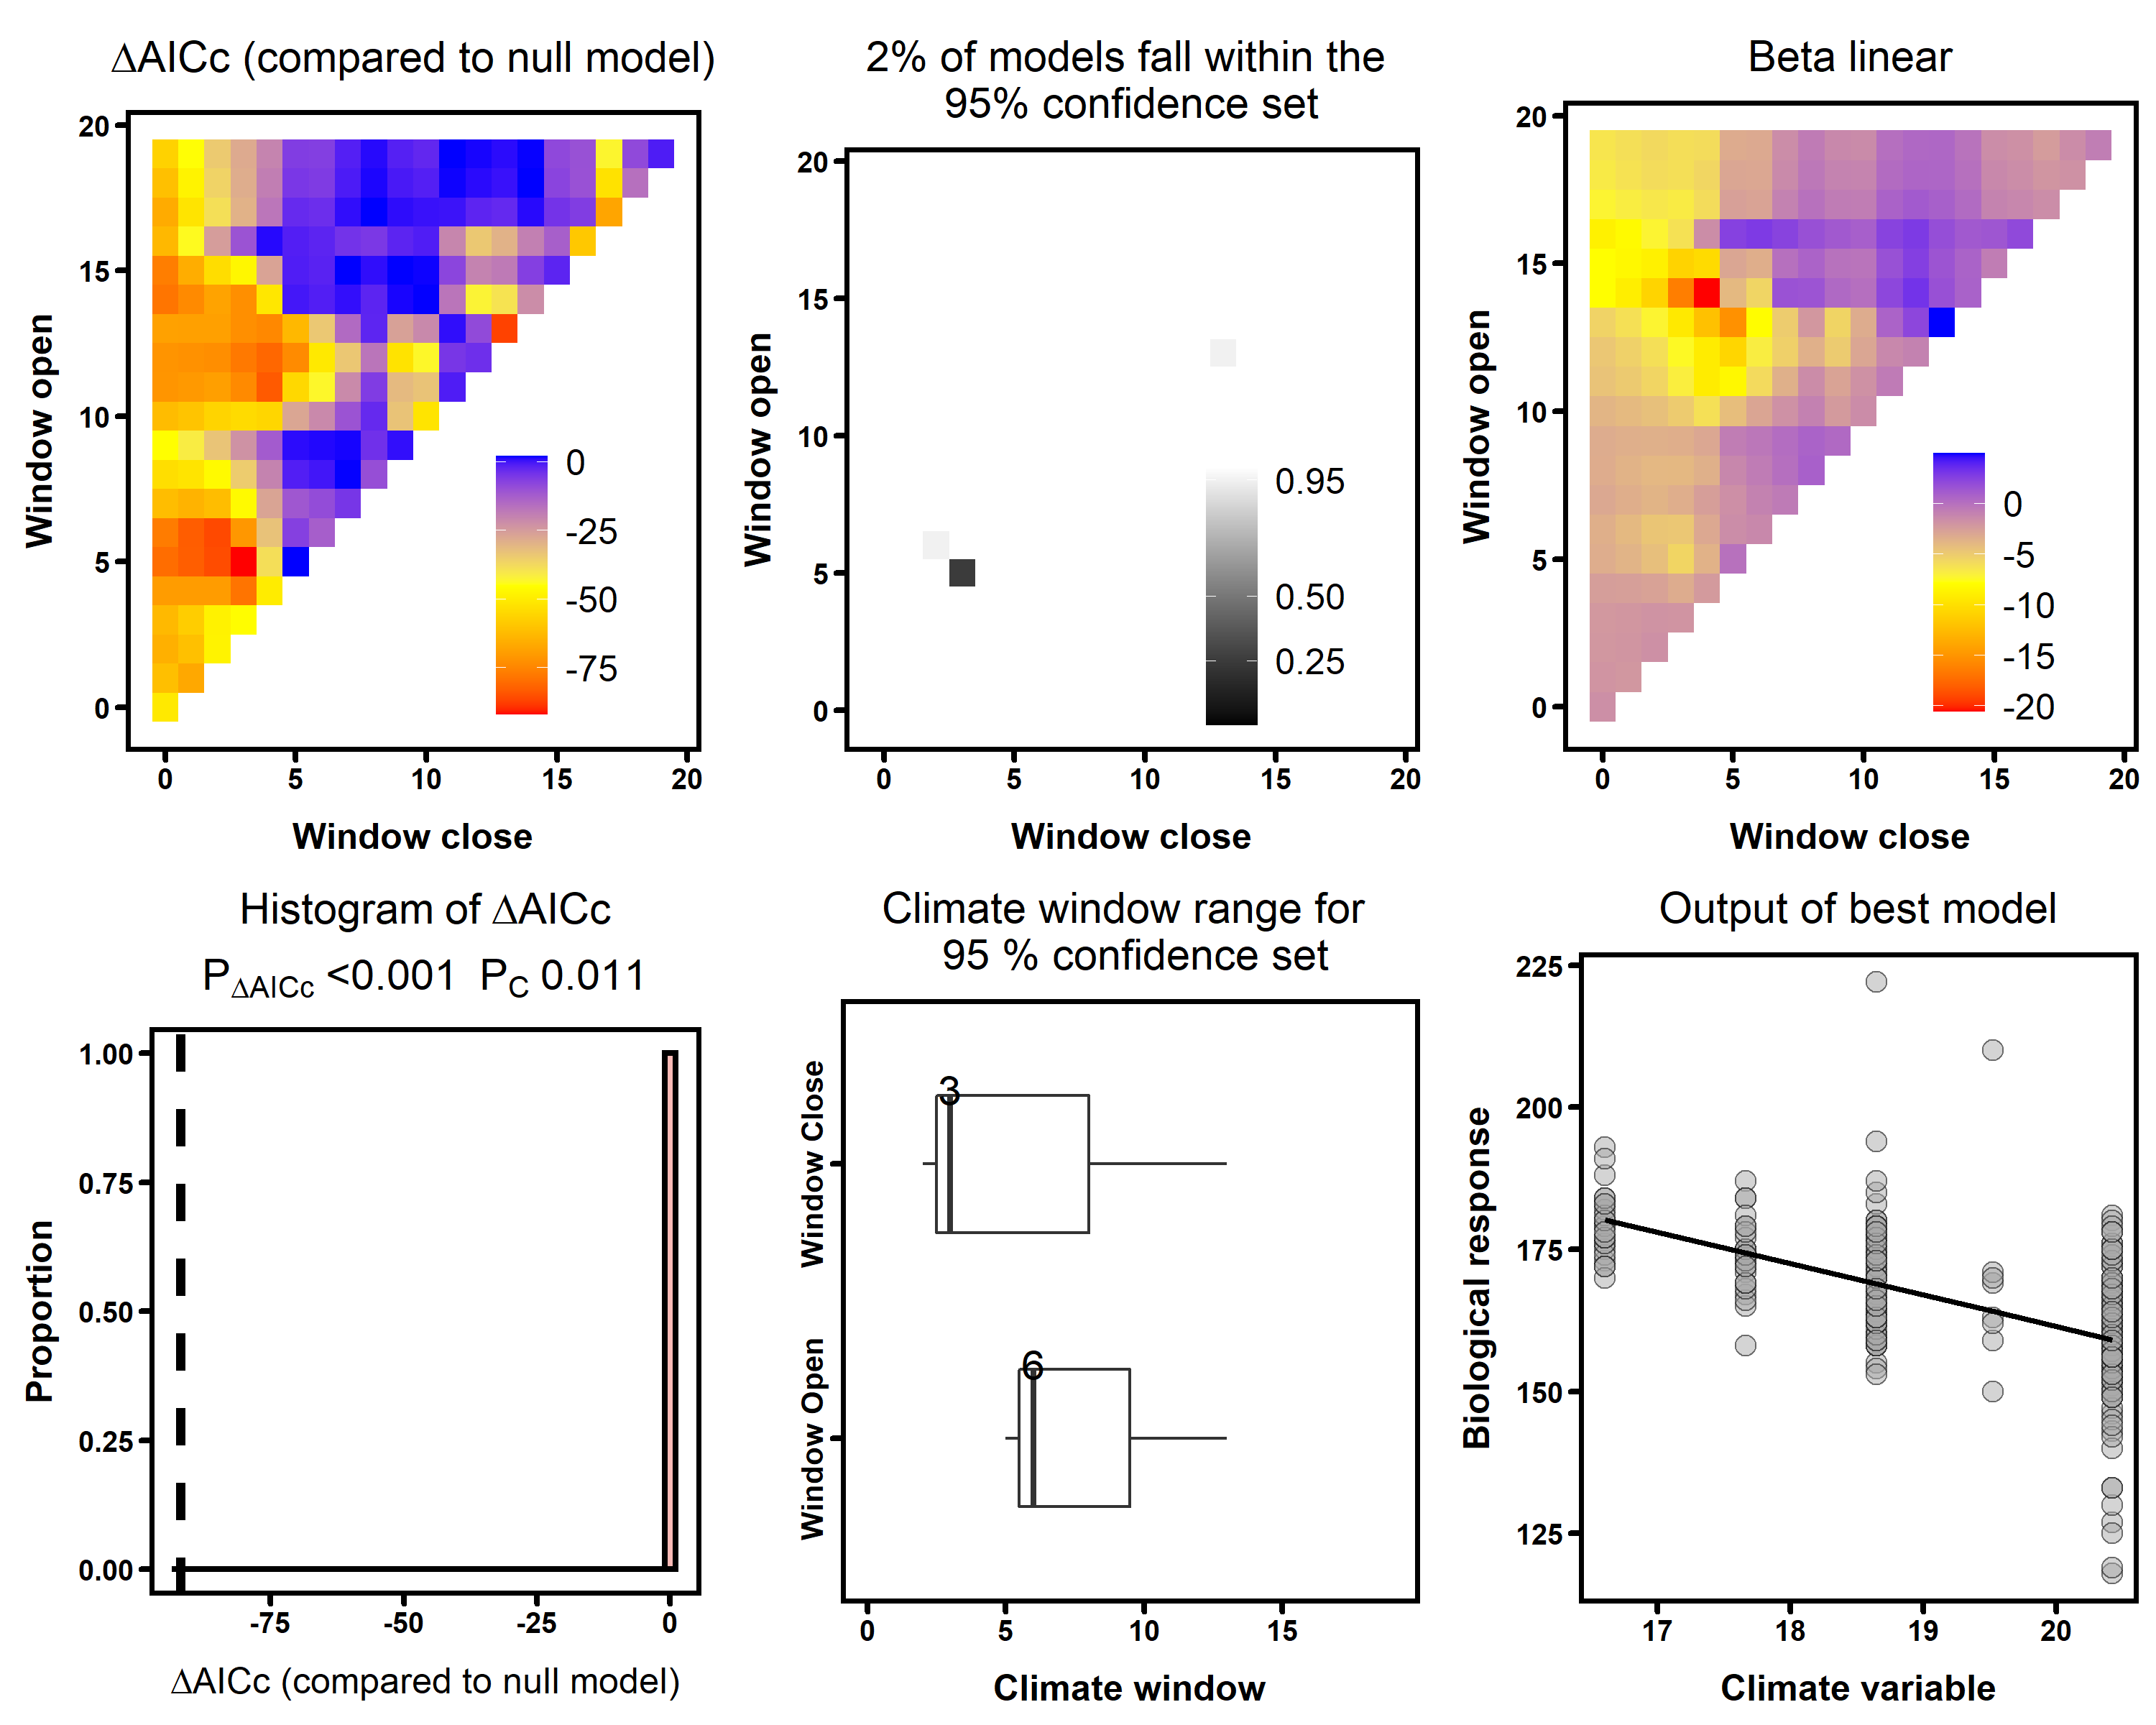 ΔAICc (compared to null model)
20
15
10
5
0
Window open
0
-25
-50
-75
0 5 10 15 20
Window close
2% of models fall within the
95% confidence set
20
15
10
5
0
Window open
0.95
0.50
0.25
0 5 10 15 20
Window close
Beta linear
20
15
10
5
0
Window open
0
-5
-10
-15
-20
0 5 10 15 20
Window close
Histogram of ΔAICc
PΔAICc <0.001 PC 0.011
1.00
0.75
0.50
0.25
0.00
Proportion
-75 -50 -25 0
ΔAICc (compared to null model)
Climate window range for
95 % confidence set
Window Close
3
Window Open
6
0 5 10 15
Climate window
Output of best model
225
200
175
150
125
Biological response
17 18 19 20
Climate variable